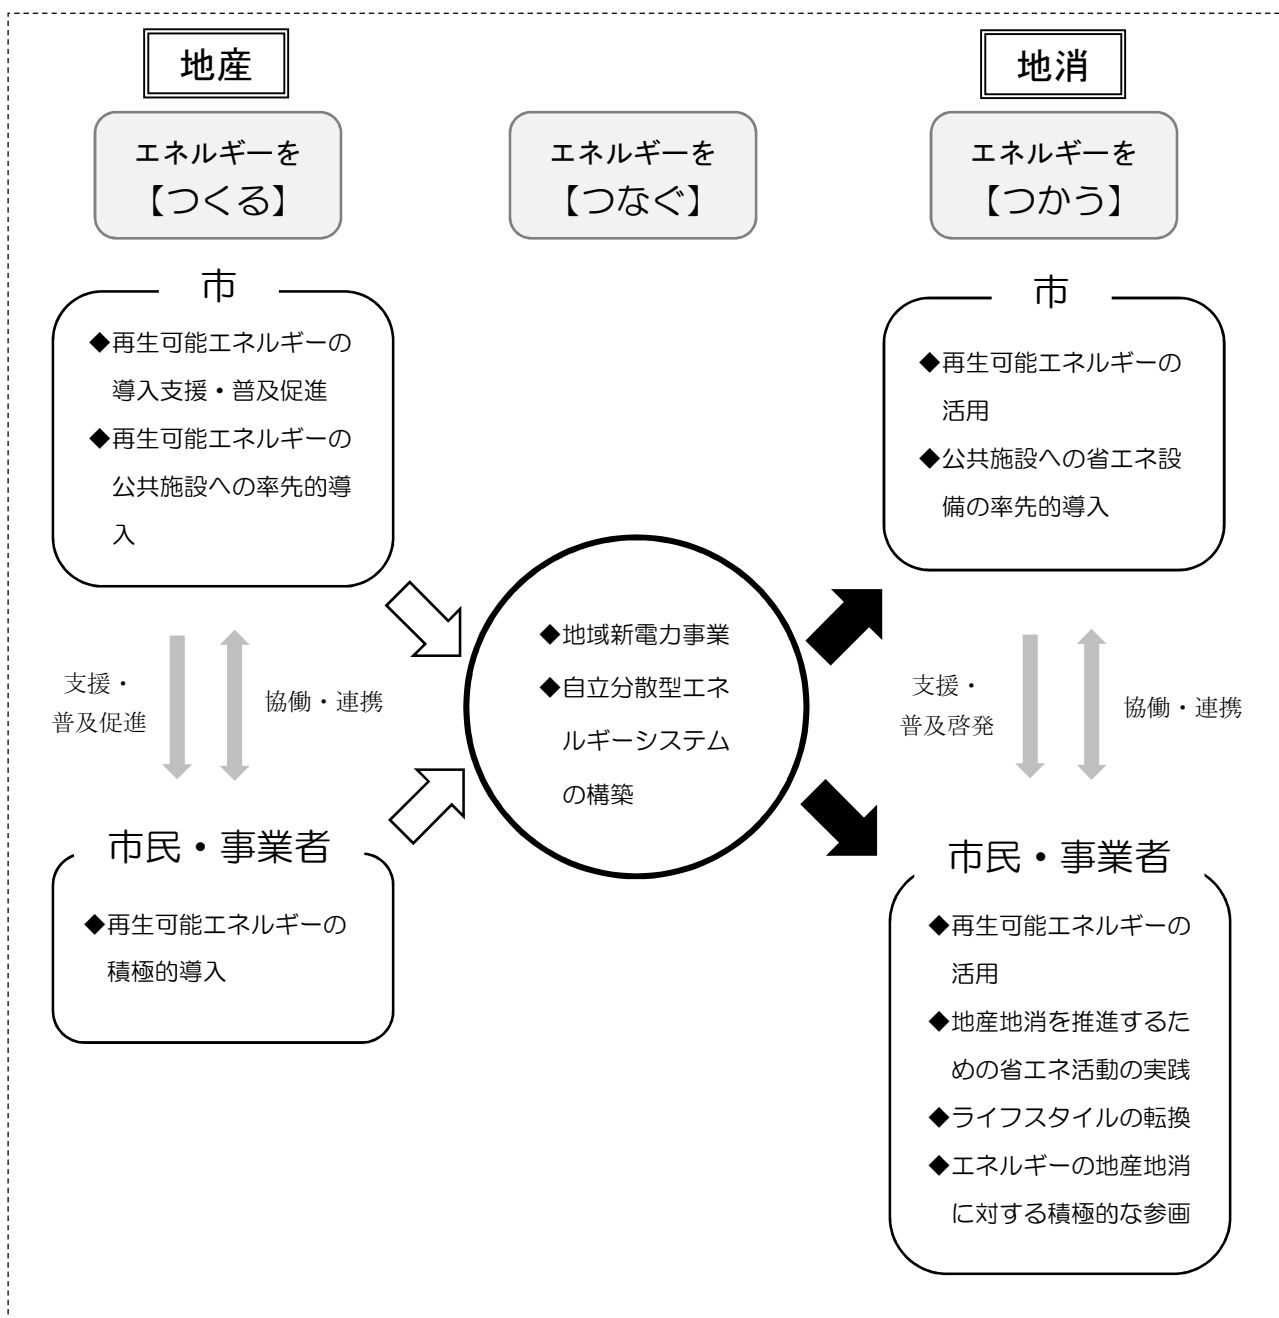 地産
地消
エネルギーを
【つくる】
エネルギーを
【つなぐ】
エネルギーを
【つかう】
市
◆再生可能エネルギーの
導入支援・普及促進
◆再生可能エネルギーの
公共施設への率先的導
入
支援・
普及促進
協働・連携
市民・事業者
◆再生可能エネルギーの
積極的導入
◆地域新電力事業
◆自立分散型エネ
ルギーシステム
の構築
市
◆再生可能エネルギーの
活用
◆公共施設への省エネ設
備の率先的導入
支援・
普及啓発
協働・連携
市民・事業者
◆再生可能エネルギーの
活用
◆地産地消を推進するた
めの省エネ活動の実践
◆ライフスタイルの転換
◆エネルギーの地産地消
に対する積極的な参画